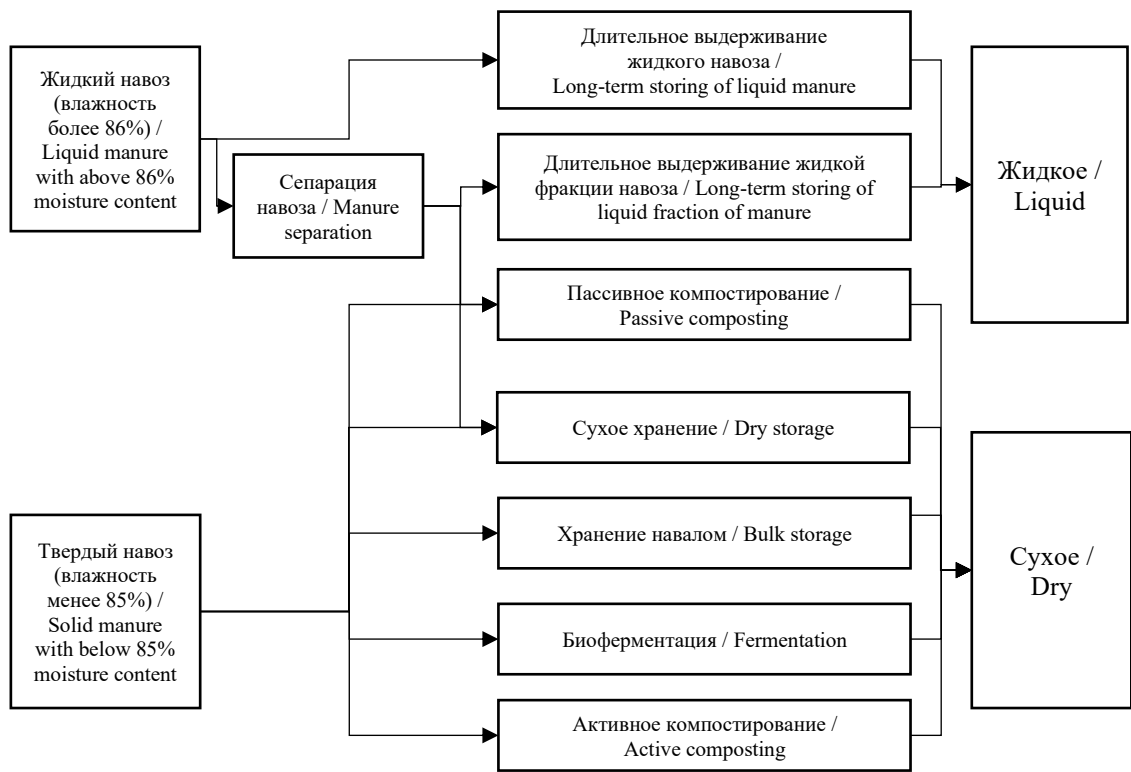 Жидкий навоз
(влажность
более 86%) /
Liquid manure
with above 86%
moisture content
Сепарация
навоза / Manure
separation
Твердый навоз
(влажность
менее 85%) /
Solid manure
with below 85%
moisture content
Длительное выдерживание
жидкого навоза /
Long-term storing of liquid manure
Длительное выдерживание жидкой
фракции навоза / Long-term storing of
liquid fraction of manure
Пассивное компостирование /
Passive composting
Сухое хранение / Dry storage
Хранение навалом / Bulk storage
Биоферментация / Fermentation
Активное компостирование /
Active composting
Жидкое /
Liquid
Сухое /
Dry